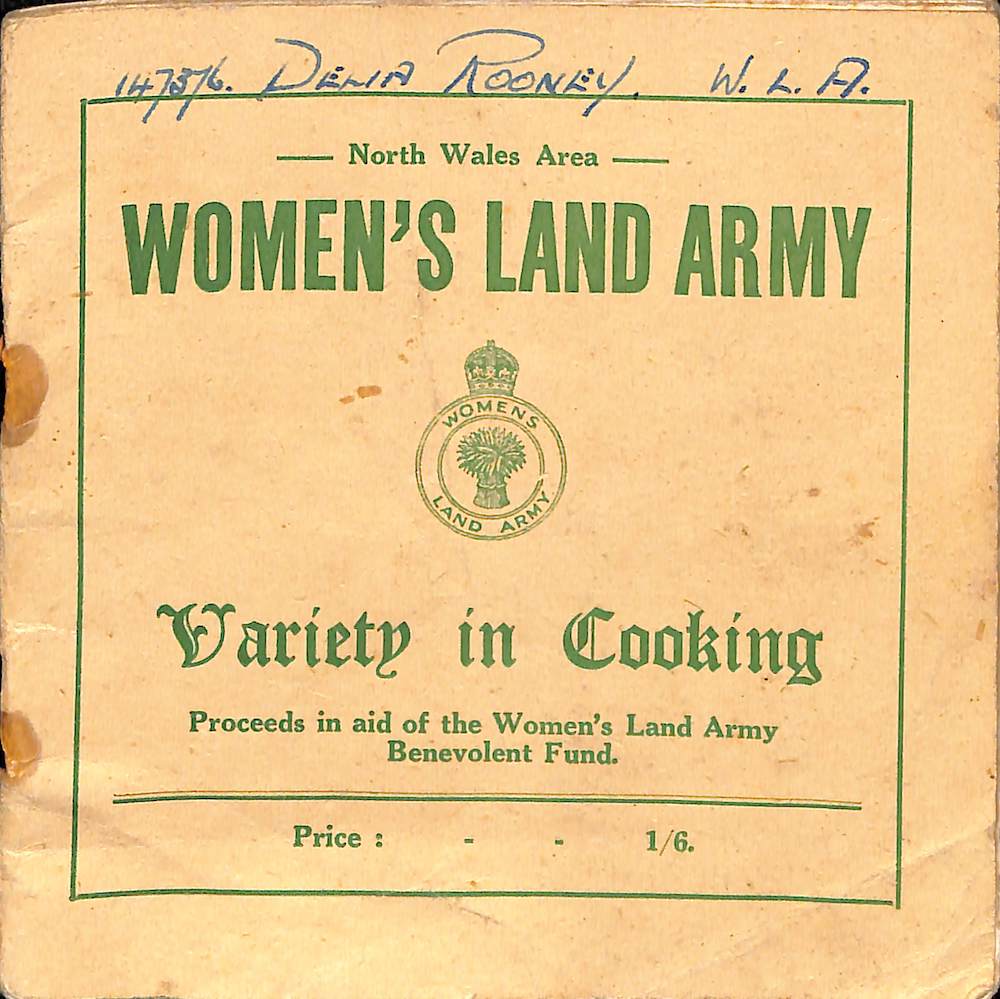 147376. DELIA ROONEY. W. L. A.
— North Wales Area —
WOMEN'S LAND ARMY
WOMENS
LAND ARMY
Variety in Cooking
Proceeds in aid of the Women's Land Army
Benevolent Fund.
Price : - - 1/6.